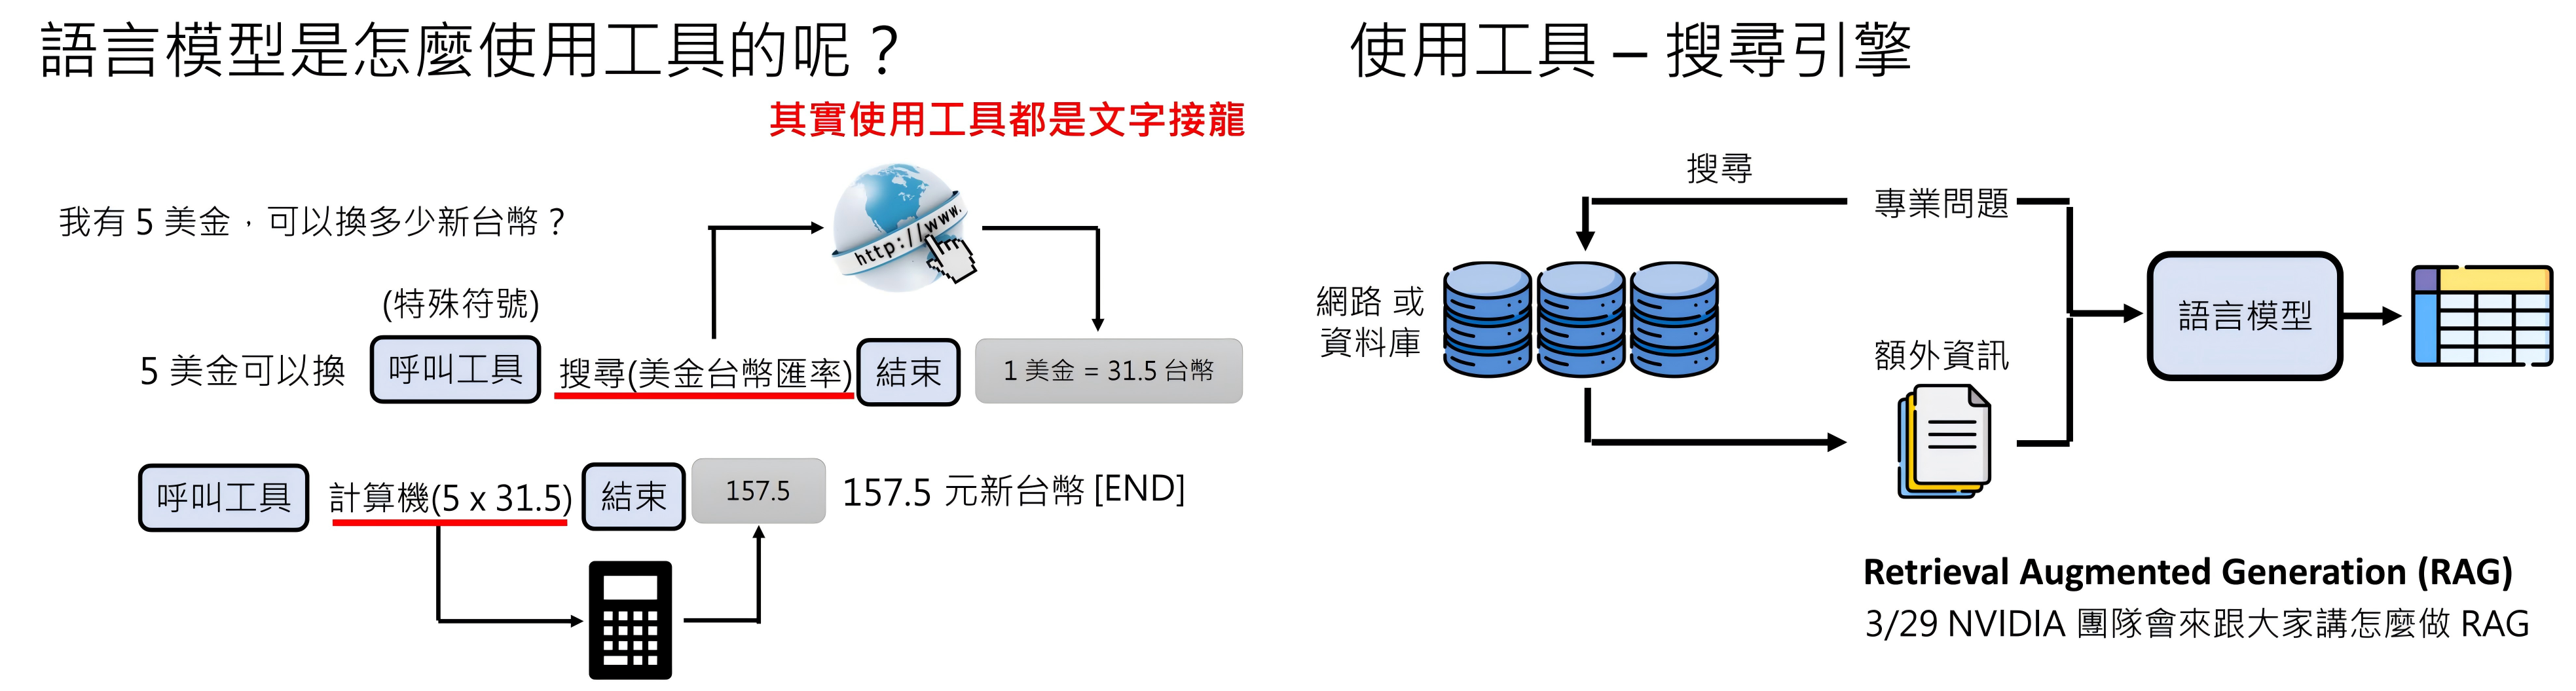 語言模型是怎麼使用工具的呢？
其實使用工具都是文字接龍
http://www.
我有 5 美金，可以換多少新台幣？
(特殊符號)
5 美金可以換 呼叫工具 搜尋(美金台幣匯率) 結束 1 美金 = 31.5 台幣
呼叫工具 計算機(5 x 31.5) 結束 157.5 157.5 元新台幣 [END]
使用工具 – 搜尋引擎
搜尋
專業問題
網路 或
資料庫
額外資訊
語言模型
Retrieval Augmented Generation (RAG)
3/29 NVIDIA 團隊會來跟大家講怎麼做 RAG